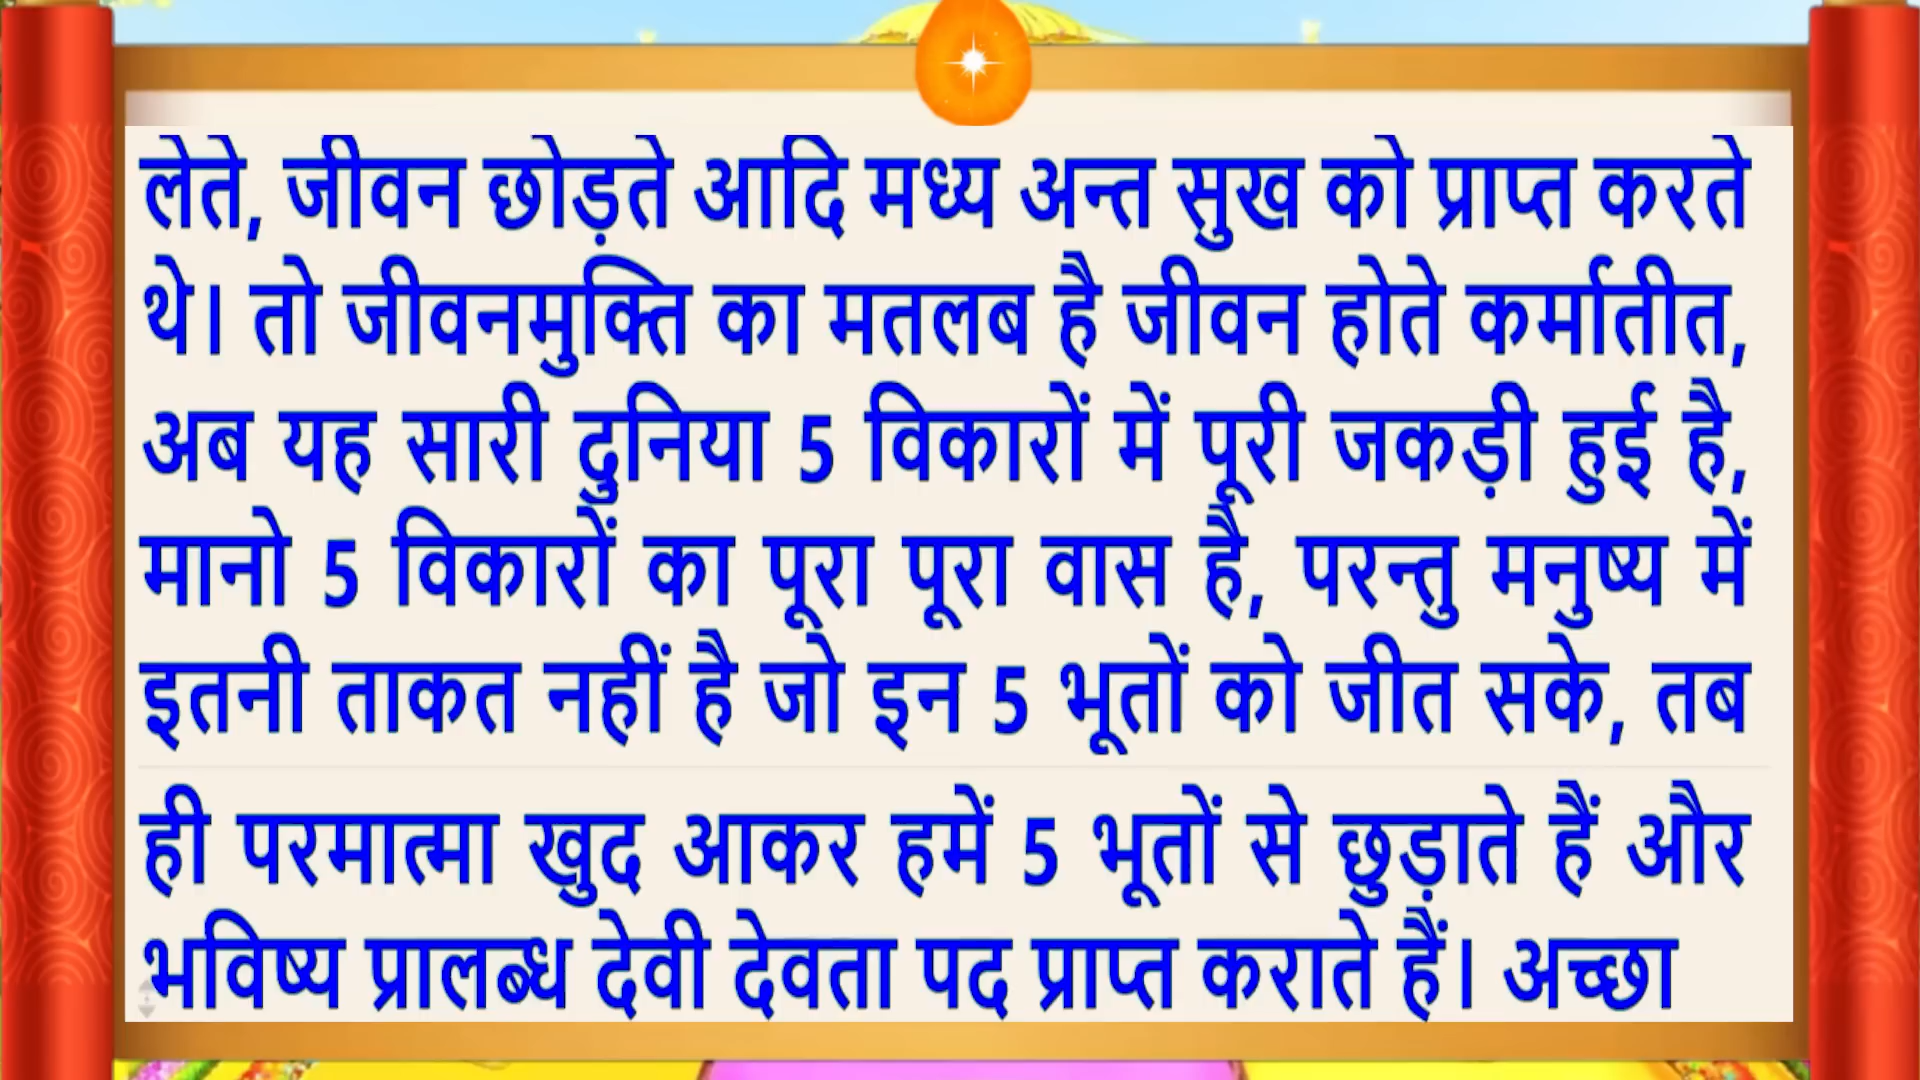 लेते, जीवन छोड़ते आदि मध्य अन्त सुख को प्राप्त करते
थे। तो जीवनमुक्ति का मतलब है जीवन होते कर्मातीत,
अब यह सारी दुनिया 5 विकारों में पूरी जकड़ी हुई है,
मानो 5 विकारों का पूरा पूरा वास है, परन्तु मनुष्य में
इतनी ताकत नहीं है जो इन 5 भूतों को जीत सके, तब
ही परमात्मा खुद आकर हमें 5 भूतों से छुड़ाते हैं और
भविष्य प्रालब्ध देवी देवता पद प्राप्त कराते हैं। अच्छा